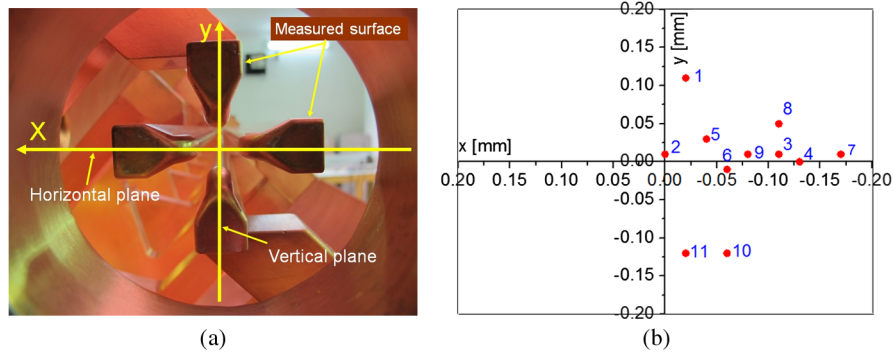 y
Measured surface
X
Horizontal plane
Vertical plane
(a)
0.20
0.15
0.10
0.05
0.00
-0.05
-0.10
-0.15
-0.20
y [mm]
x [mm]
0.20 0.15 0.10 0.05 0.00 -0.05 -0.10 -0.15 -0.20
1
8
5
2 9 3 7
6 4
11 10
(b)